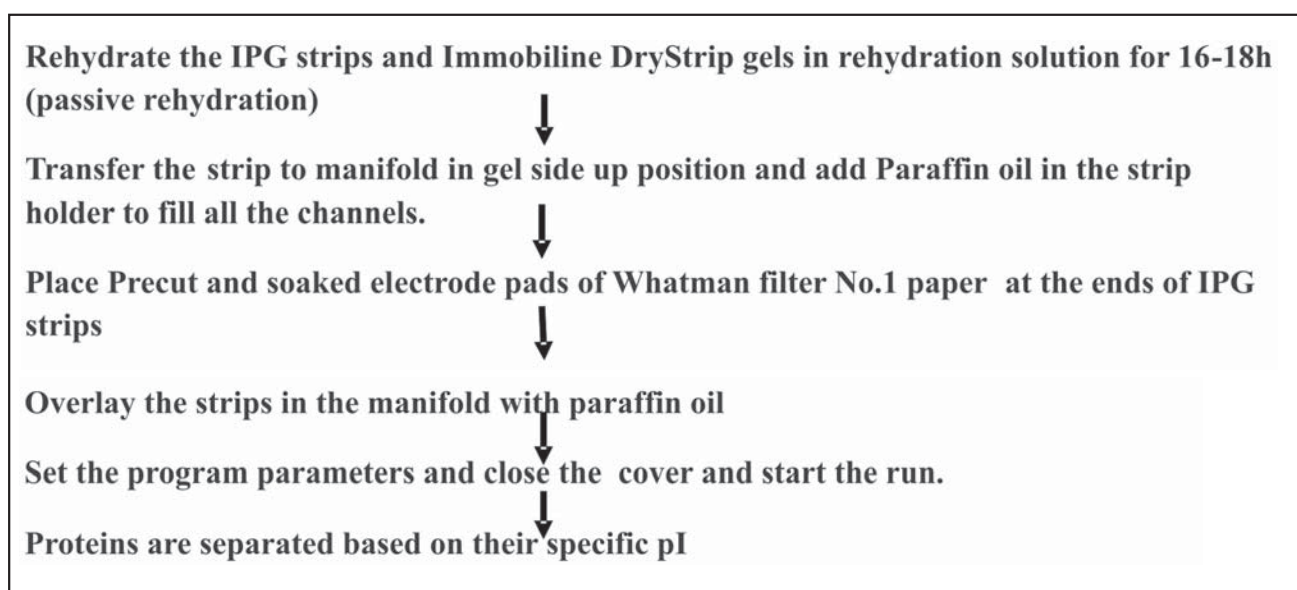 Rehydrate the IPG strips and Immobiline DryStrip gels in rehydration solution for 16-18h
(passive rehydration)
Transfer the strip to manifold in gel side up position and add Paraffin oil in the strip
holder to fill all the channels.
Place Precut and soaked electrode pads of Whatman filter No.1 paper at the ends of IPG
strips
Overlay the strips in the manifold with paraffin oil
Set the program parameters and close the cover and start the run.
Proteins are separated based on their specific pI